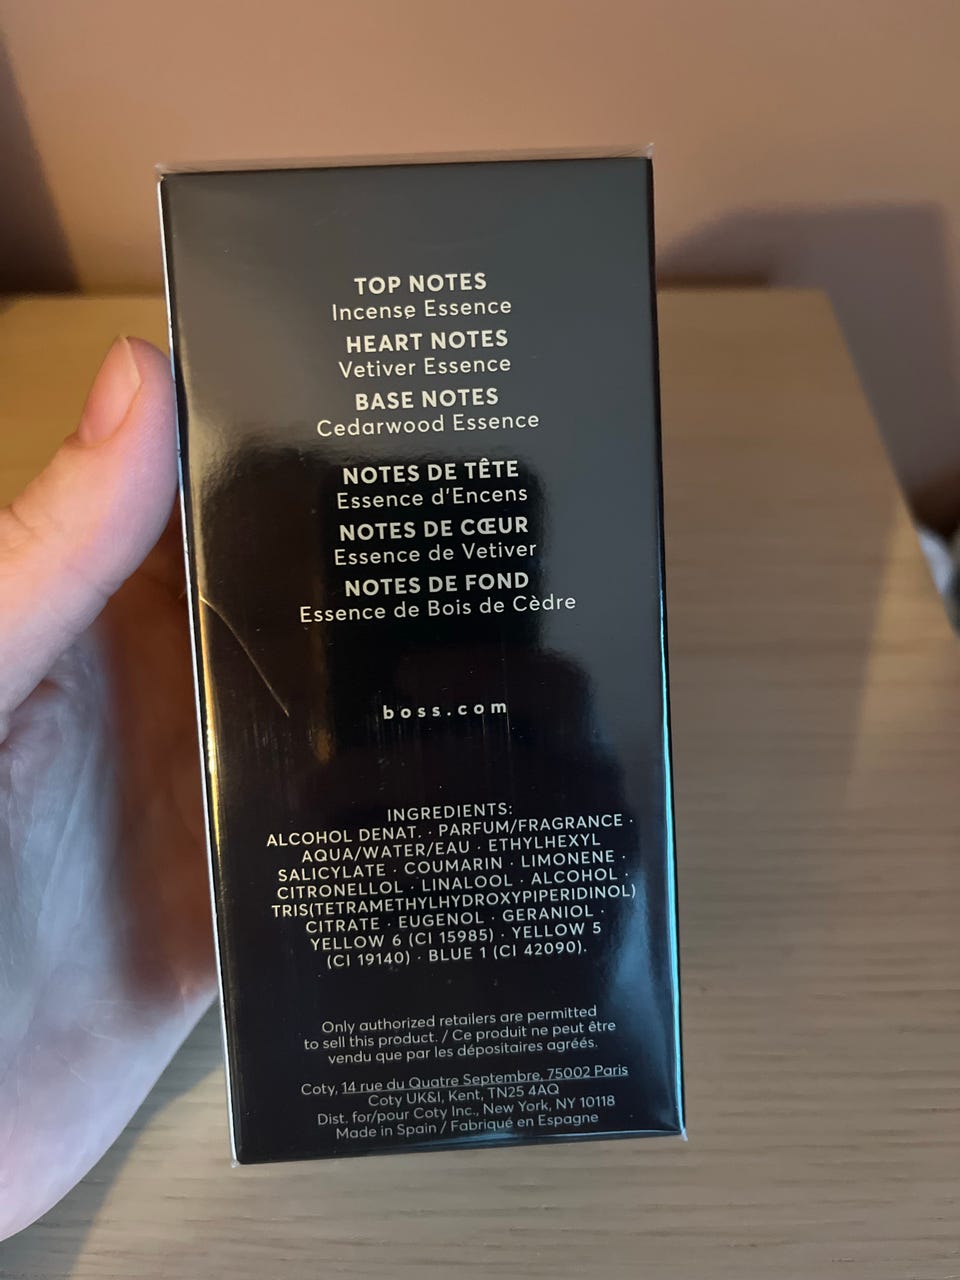 TOP NOTES
Incense Essence
HEART NOTES
Vetiver Essence
BASE NOTES
Cedarwood Essence
NOTES DE TÊTE
Essence d'Encens
NOTES DE CŒUR
Essence de Vetiver
NOTES DE FOND
Essence de Bois de Cèdre
boss.com
INGREDIENTS:
ALCOHOL DENAT. · PARFUM/FRAGRANCE ·
AQUA/WATER/EAU · ETHYLHEXYL
SALICYLATE · COUMARIN · LIMONENE ·
CITRONELLOL · LINALOOL · ALCOHOL ·
TRIS(TETRAMETHYLHYDROXYPIPERIDINOL)
CITRATE · EUGENOL · GERANIOL ·
YELLOW 6 (CI 15985) · YELLOW 5
(CI 19140) · BLUE 1 (CI 42090).
Only authorized retailers are permitted
to sell this product. / Ce produit ne peut être
vendu que par les dépositaires agréés.
Coty, 14 rue du Quatre Septembre, 75002 Paris
Coty UK&I, Kent, TN25 4AQ
Dist. for/pour Coty Inc., New York, NY 10118
Made in Spain / Fabriqué en Espagne